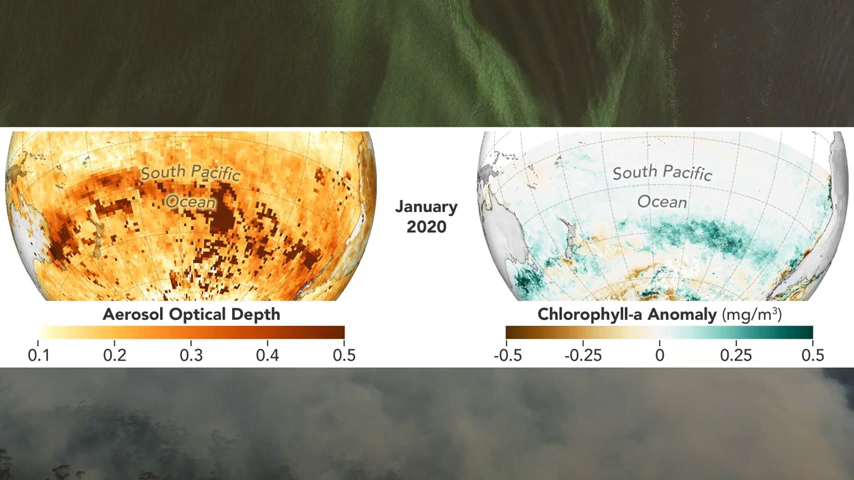 South Pacific
Ocean
January
2020
South Pacific
Ocean
Aerosol Optical Depth
0.1 0.2 0.3 0.4 0.5
Chlorophyll-a Anomaly (mg/m³)
-0.5 -0.25 0 0.25 0.5